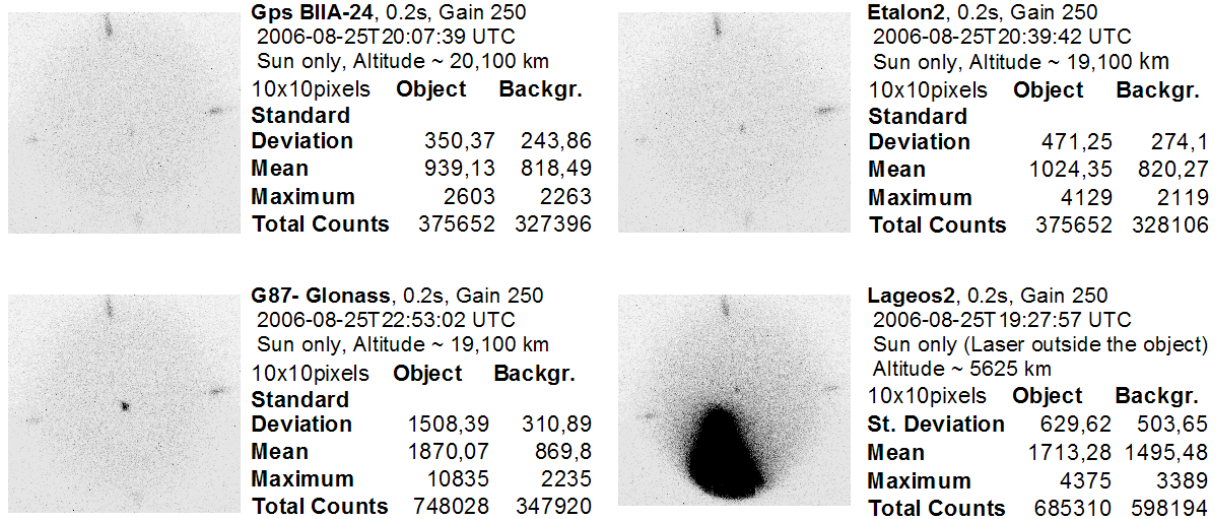 Gps BIIA-24, 0.2s, Gain 250
2006-08-25T20:07:39 UTC
Sun only, Altitude ~ 20,100 km
10x10pixels Object Backgr.
Standard
Deviation 350,37 243,86
Mean 939,13 818,49
Maximum 2603 2263
Total Counts 375652 327396
Etalon2, 0.2s, Gain 250
2006-08-25T20:39:42 UTC
Sun only, Altitude ~ 19,100 km
10x10pixels Object Backgr.
Standard
Deviation 471,25 274,1
Mean 1024,35 820,27
Maximum 4129 2119
Total Counts 375652 328106
G87- Glonass, 0.2s, Gain 250
2006-08-25T22:53:02 UTC
Sun only, Altitude ~ 19,100 km
10x10pixels Object Backgr.
Standard
Deviation 1508,39 310,89
Mean 1870,07 869,8
Maximum 10835 2235
Total Counts 748028 347920
Lageos2, 0.2s, Gain 250
2006-08-25T19:27:57 UTC
Sun only (Laser outside the object)
Altitude ~ 5625 km
10x10pixels Object Backgr.
St. Deviation 629,62 503,65
Mean 1713,28 1495,48
Maximum 4375 3389
Total Counts 685310 598194